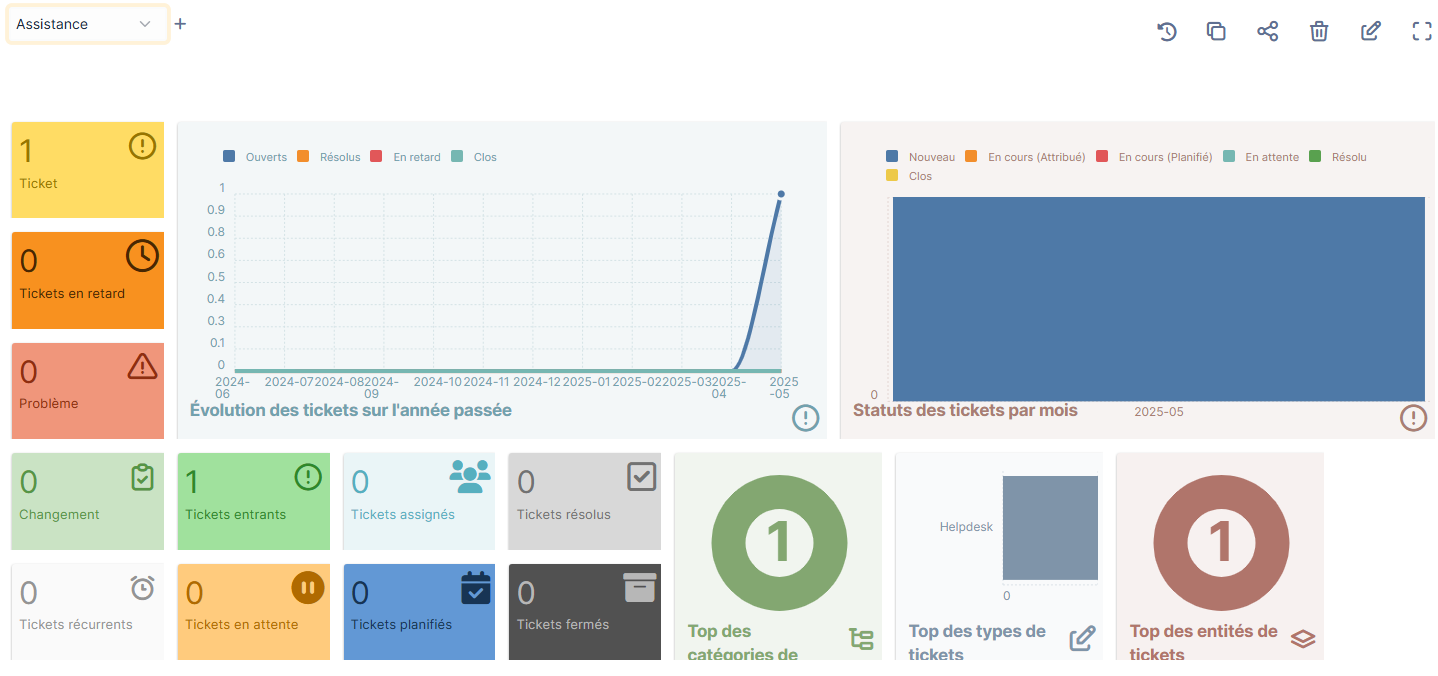 Assistance
1
Ticket
Ouverts Résolus En retard Clos
1
0.9
0.8
0.6
0.5
0.4
0.3
0.1
0
2024-06 2024-07 2024-08 2024-09 2024-10 2024-11 2024-12 2025-01 2025-02 2025-03 2025-04 2025-05
Évolution des tickets sur l'année passée
Nouveau En cours (Attribué) En cours (Planifié) En attente Résolu
Clos
0
2025-05
Statuts des tickets par mois
0
Tickets en retard
0
Problème
0
Changement
1
Tickets entrants
0
Tickets assignés
0
Tickets résolus
1
Top des
catégories de
Helpdesk
0
Top des types de
tickets
1
Top des entités de
tickets
0
Tickets récurrents
0
Tickets en attente
0
Tickets planifiés
0
Tickets fermés